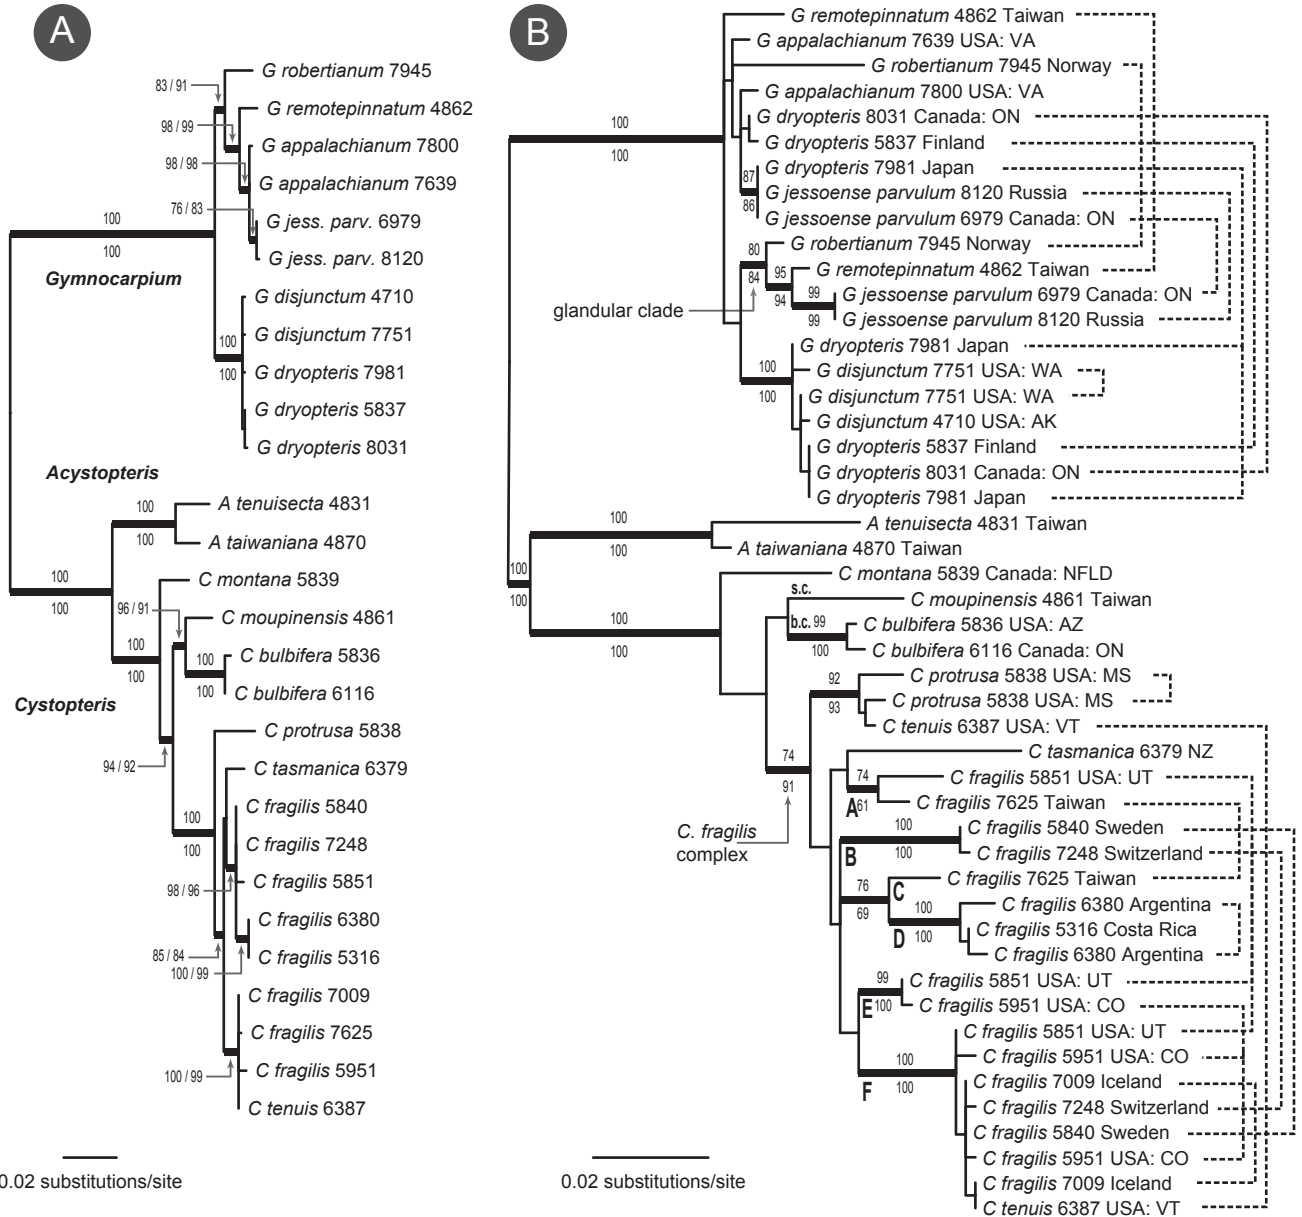 A
G robertianum 7945
83 / 91
G remotepinnatum 4862
98 / 99
G appalachianum 7800
98 / 98
G appalachianum 7639
76 / 83
G jess. parv. 6979
100
100
G jess. parv. 8120
Gymnocarpium
G disjunctum 4710
G disjunctum 7751
100
100
G dryopteris 7981
G dryopteris 5837
G dryopteris 8031
Acystopteris
A tenuisecta 4831
100
100
A taiwaniana 4870
100
100
C montana 5839
96 / 91
C moupinensis 4861
100
100
C bulbifera 5836
100
100
C bulbifera 6116
Cystopteris
C protrusa 5838
94 / 92
C tasmanica 6379
C fragilis 5840
100
100
C fragilis 7248
98 / 96
C fragilis 5851
C fragilis 6380
85 / 84
C fragilis 5316
100 / 99
C fragilis 7009
C fragilis 7625
100 / 99
C fragilis 5951
C tenuis 6387
0.02 substitutions/site
B
G remotepinnatum 4862 Taiwan
G appalachianum 7639 USA: VA
G robertianum 7945 Norway
G appalachianum 7800 USA: VA
G dryopteris 8031 Canada: ON
100
100
G dryopteris 5837 Finland
G dryopteris 7981 Japan
87
86
G jessoense parvulum 8120 Russia
G jessoense parvulum 6979 Canada: ON
G robertianum 7945 Norway
80
84
G remotepinnatum 4862 Taiwan
95
94
G jessoense parvulum 6979 Canada: ON
99
99
glandular clade
G jessoense parvulum 8120 Russia
G dryopteris 7981 Japan
G disjunctum 7751 USA: WA
100
100
G disjunctum 7751 USA: WA
G disjunctum 4710 USA: AK
G dryopteris 5837 Finland
G dryopteris 8031 Canada: ON
G dryopteris 7981 Japan
A tenuisecta 4831 Taiwan
100
100
A taiwaniana 4870 Taiwan
100
100
C montana 5839 Canada: NFLD
s.c.
C moupinensis 4861 Taiwan
b.c. 99
100
C bulbifera 5836 USA: AZ
100
100
C bulbifera 6116 Canada: ON
C protrusa 5838 USA: MS
92
93
C protrusa 5838 USA: MS
C tenuis 6387 USA: VT
74
91
C tasmanica 6379 NZ
C fragilis 5851 USA: UT
74
A 61
C fragilis 7625 Taiwan
C. fragilis
complex
C fragilis 5840 Sweden
100
100
B
C fragilis 7248 Switzerland
C fragilis 7625 Taiwan
76
69
C
C fragilis 6380 Argentina
100
100
D
C fragilis 5316 Costa Rica
C fragilis 6380 Argentina
C fragilis 5851 USA: UT
99
E 100
C fragilis 5951 USA: CO
C fragilis 5851 USA: UT
C fragilis 5951 USA: CO
100
100
F
C fragilis 7009 Iceland
C fragilis 7248 Switzerland
C fragilis 5840 Sweden
C fragilis 5951 USA: CO
C fragilis 7009 Iceland
C tenuis 6387 USA: VT
0.02 substitutions/site